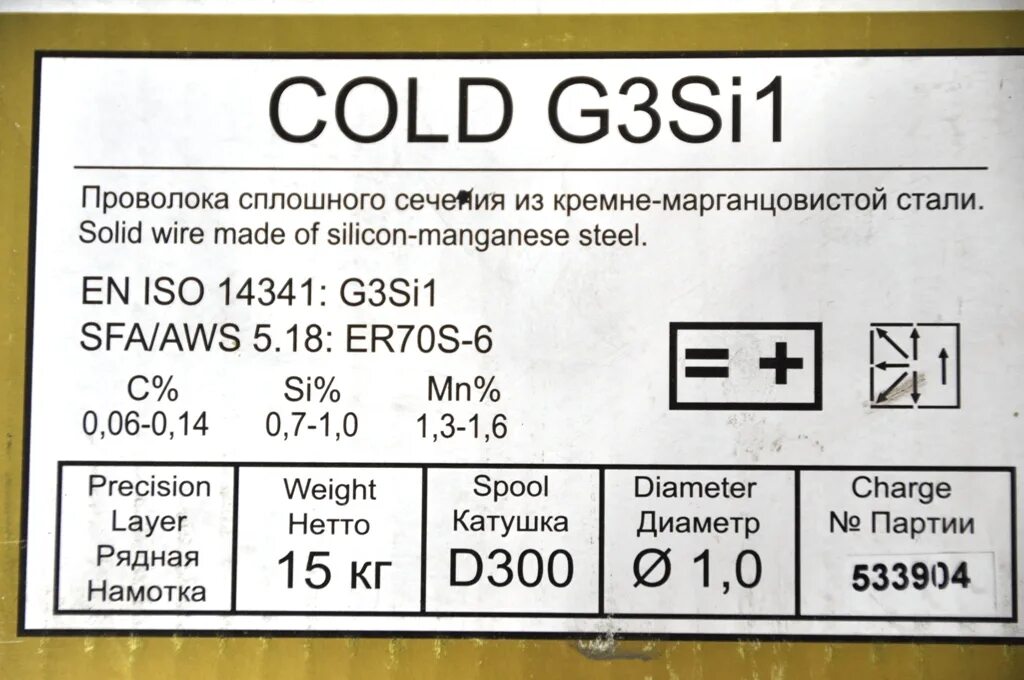 COLD G3Si1
Проволока сплошного сечения из кремне-марганцовистой стали.
Solid wire made of silicon-manganese steel.
EN ISO 14341: G3Si1
SFA/AWS 5.18: ER70S-6
= +
C% Si% Mn%
0,06-0,14 0,7-1,0 1,3-1,6
Precision
Layer
Рядная
Намотка
Weight
Нетто
15 кг
Spool
Катушка
D300
Diameter
Диаметр
Ø 1,0
Charge
№ Партии
533904